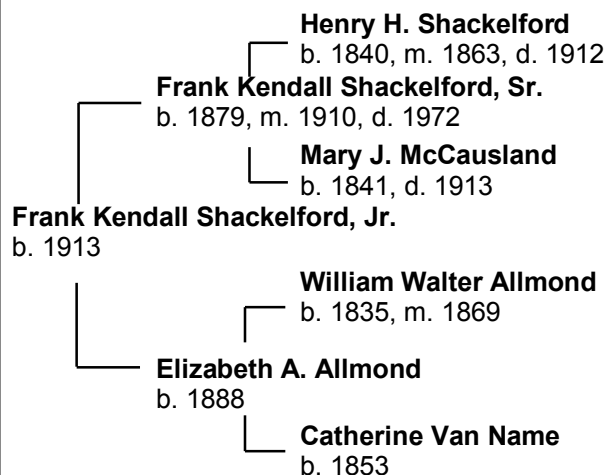 Henry H. Shackelford
b. 1840, m. 1863, d. 1912
Frank Kendall Shackelford, Sr.
b. 1879, m. 1910, d. 1972
Mary J. McCausland
b. 1841, d. 1913
Frank Kendall Shackelford, Jr.
b. 1913
William Walter Allmond
b. 1835, m. 1869
Elizabeth A. Allmond
b. 1888
Catherine Van Name
b. 1853